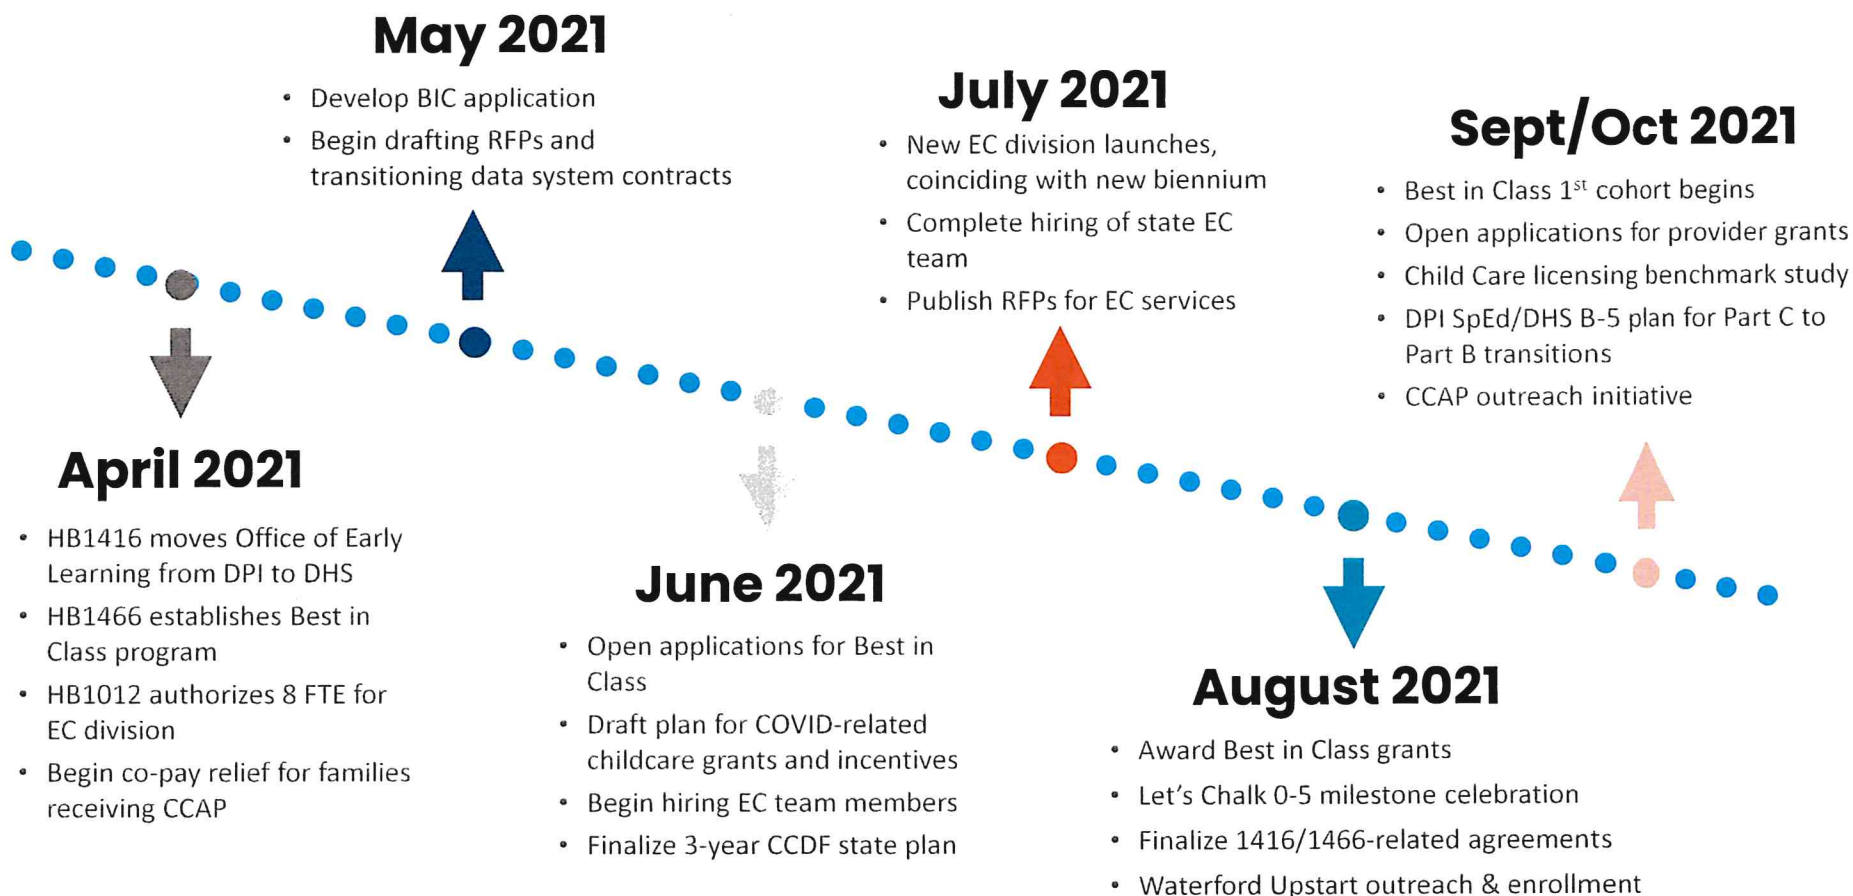 May 2021
• Develop BIC application
• Begin drafting RFPs and
transitioning data system contracts
July 2021
• New EC division launches,
coinciding with new biennium
• Complete hiring of state EC
team
• Publish RFPs for EC services
Sept/Oct 2021
• Best in Class 1st cohort begins
• Open applications for provider grants
• Child Care licensing benchmark study
• DPI SpEd/DHS B-5 plan for Part C to
Part B transitions
• CCAP outreach initiative
April 2021
• HB1416 moves Office of Early
Learning from DPI to DHS
• HB1466 establishes Best in
Class program
• HB1012 authorizes 8 FTE for
EC division
• Begin co-pay relief for families
receiving CCAP
June 2021
• Open applications for Best in
Class
• Draft plan for COVID-related
childcare grants and incentives
• Begin hiring EC team members
• Finalize 3-year CCDF state plan
August 2021
• Award Best in Class grants
• Let's Chalk 0-5 milestone celebration
• Finalize 1416/1466-related agreements
• Waterford Upstart outreach & enrollment